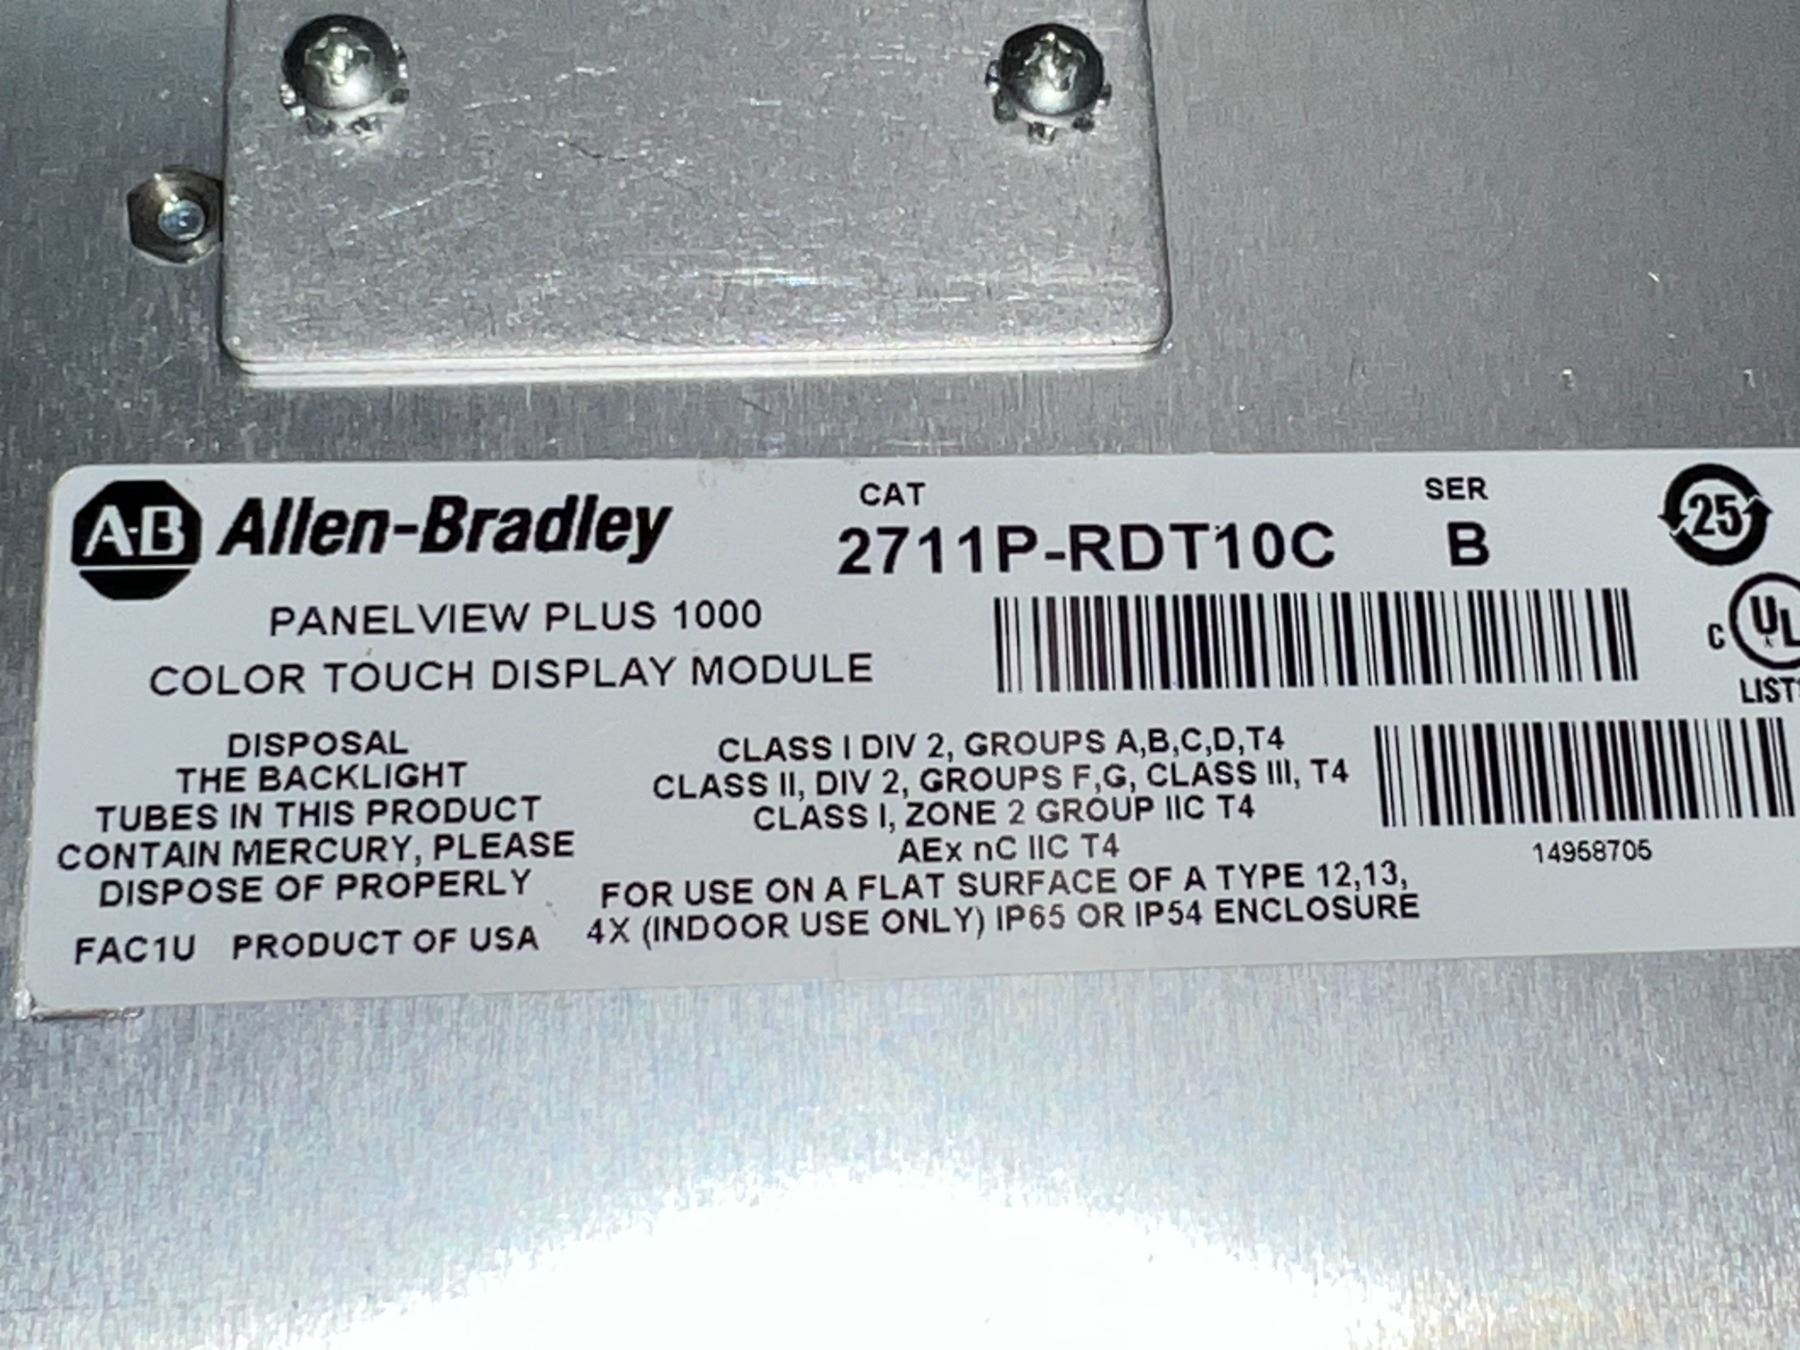 A-B Allen-Bradley
CAT
2711P-RDT10C
SER
B
25
PANELVIEW PLUS 1000
COLOR TOUCH DISPLAY MODULE
C UL
DISPOSAL
THE BACKLIGHT
TUBES IN THIS PRODUCT
CONTAIN MERCURY, PLEASE
DISPOSE OF PROPERLY
FAC1U PRODUCT OF USA
CLASS I DIV 2, GROUPS A,B,C,D,T4
CLASS II, DIV 2, GROUPS F,G, CLASS III, T4
CLASS I, ZONE 2 GROUP IIC T4
AEx nC IIC T4
FOR USE ON A FLAT SURFACE OF A TYPE 12,13,
4X (INDOOR USE ONLY) IP65 OR IP54 ENCLOSURE
14958705